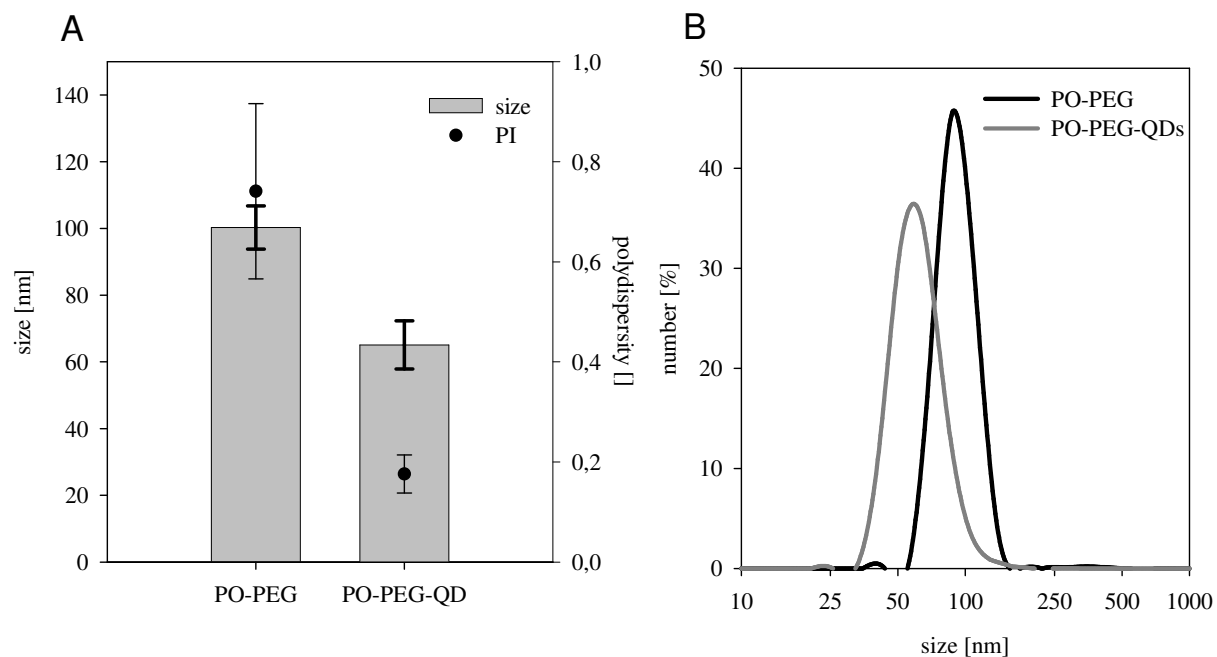 A
size [nm]
140
120
100
80
60
40
20
0
size
PI
1,0
0,8
0,6
0,4
0,2
0,0
polydispersity []
PO-PEG
PO-PEG-QD
B
number [%]
50
40
30
20
10
0
PO-PEG
PO-PEG-QDs
10
25
50
100
250
500
1000
size [nm]